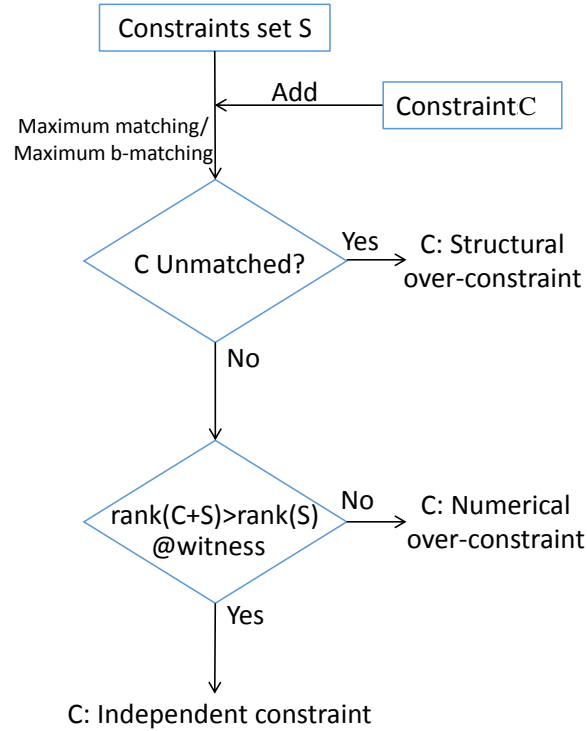 Constraints set S
Add
Constraint C
Maximum matching/
Maximum b-matching
C Unmatched?
Yes
C: Structural
over-constraint
No
rank(C+S)>rank(S)
@witness
No
C: Numerical
over-constraint
Yes
C: Independent constraint